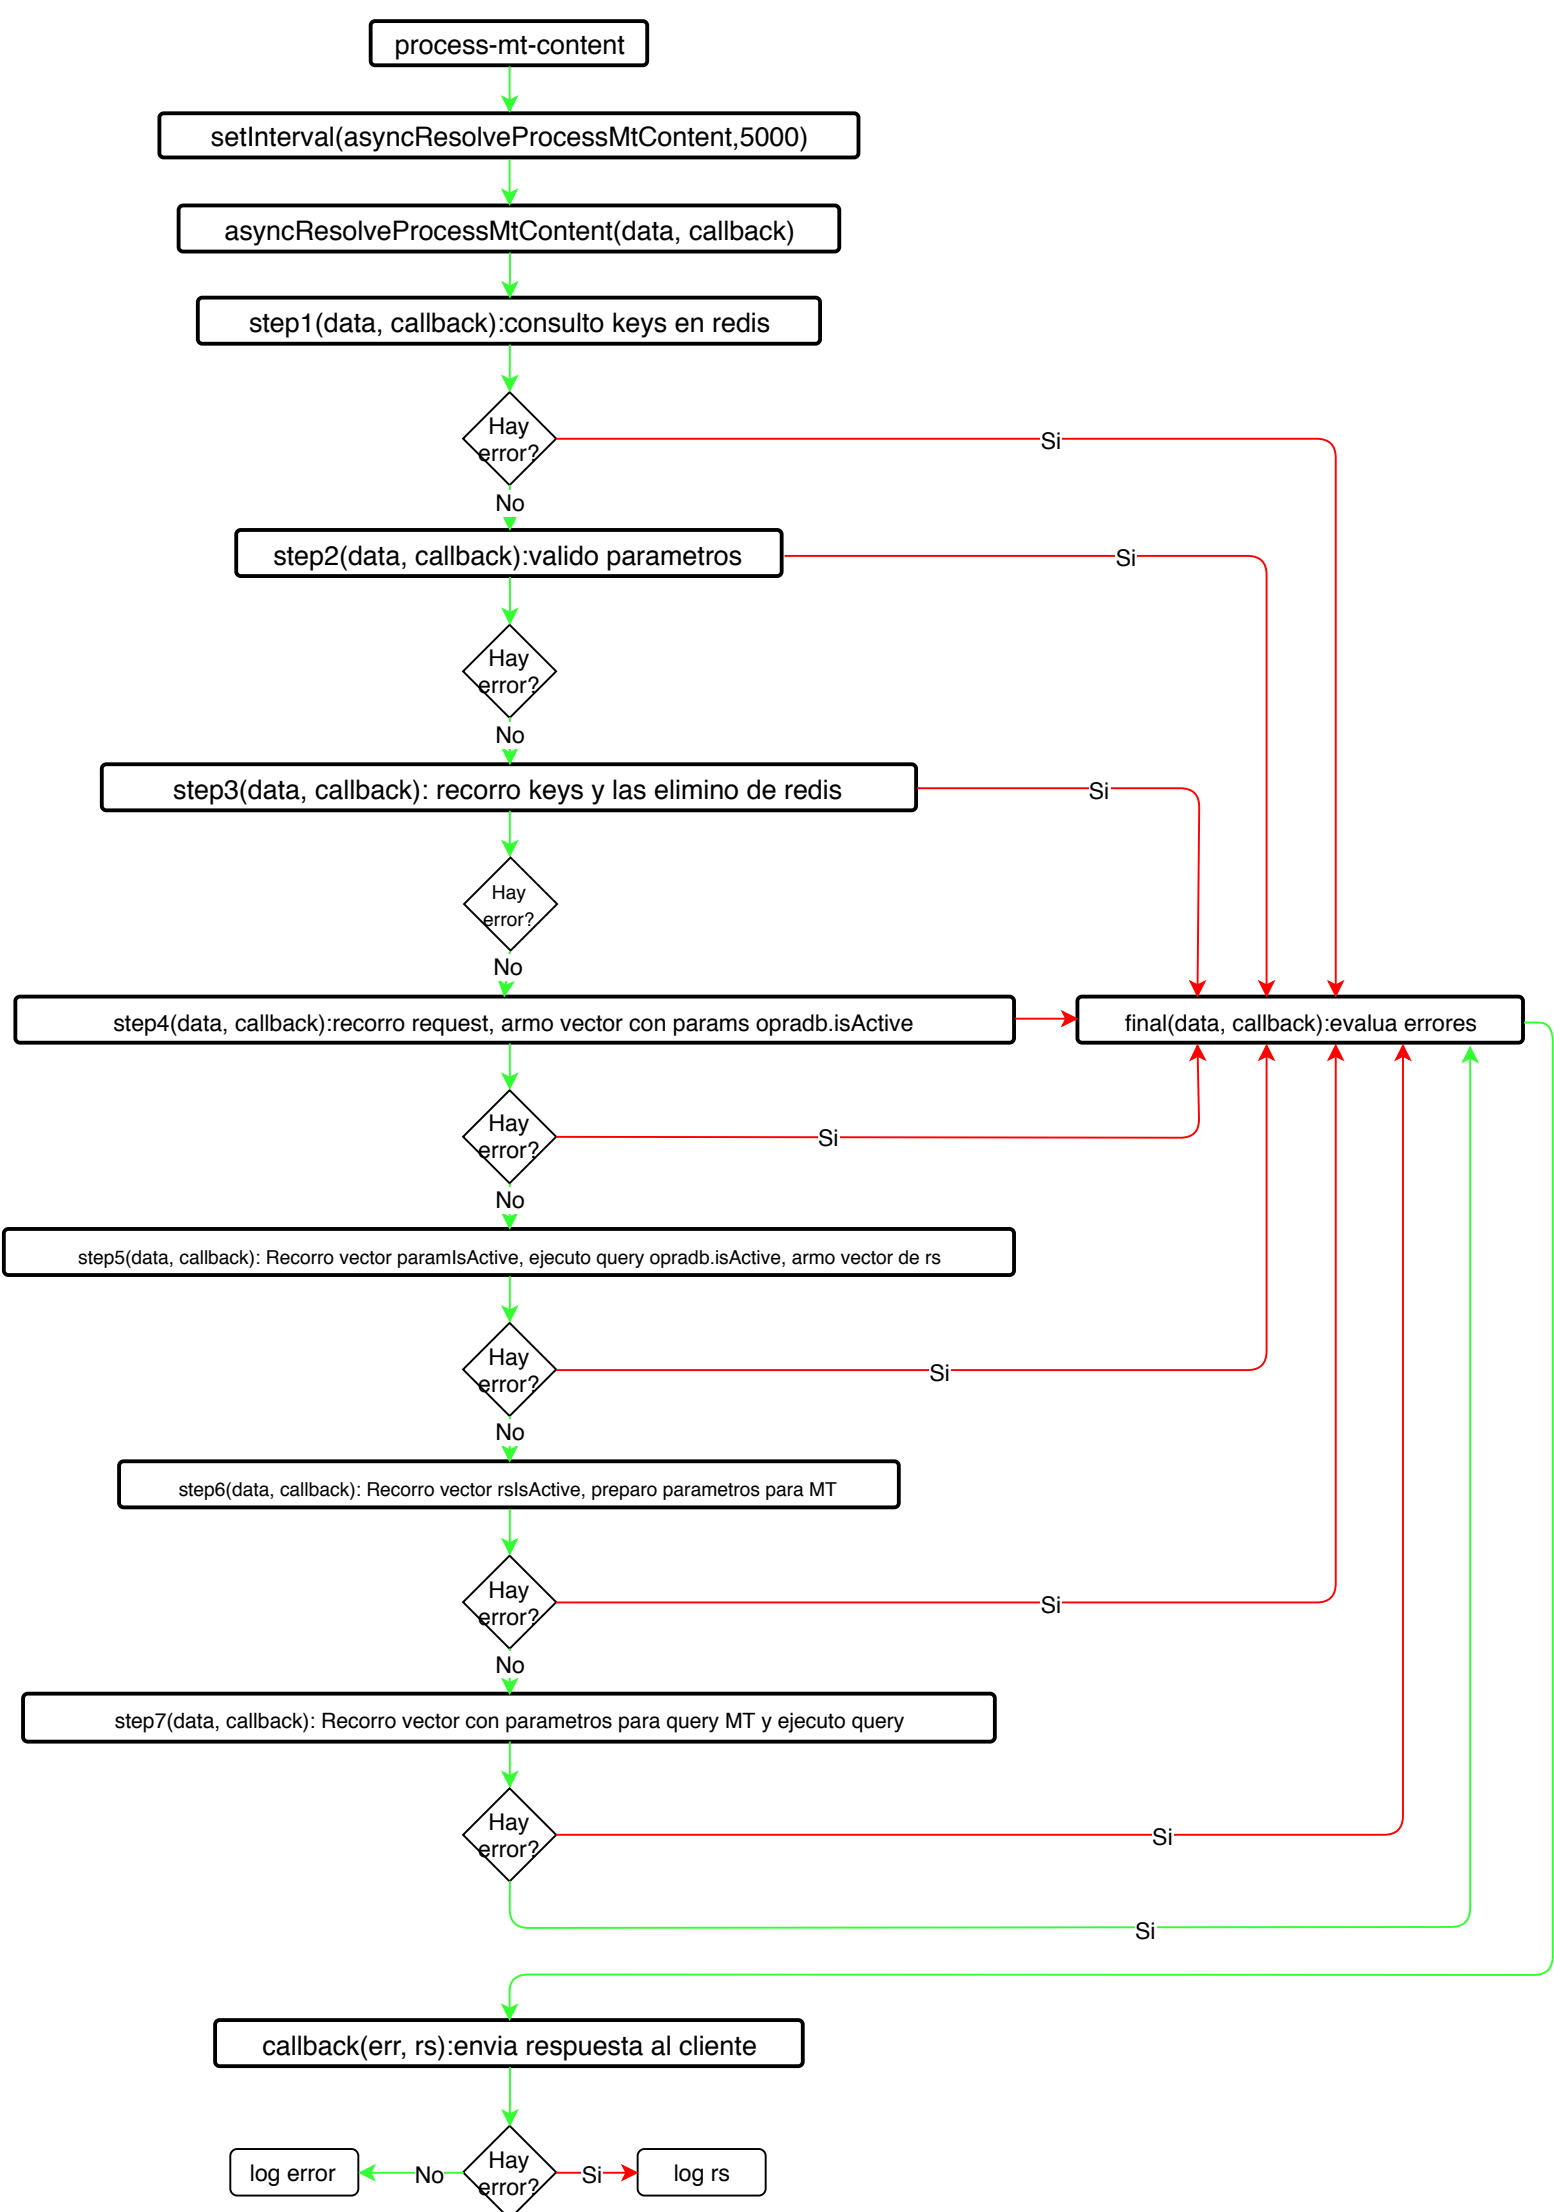 process-mt-content
setInterval(asyncResolveProcessMtContent,5000)
asyncResolveProcessMtContent(data, callback)
step1(data, callback):consulto keys en redis
Hay
error?
Si
No
step2(data, callback):valido parametros
Si
Hay
error?
No
step3(data, callback): recorro keys y las elimino de redis
Si
Hay
error?
No
step4(data, callback):recorro request, armo vector con params opradb.isActive
final(data, callback):evalua errores
Hay
error?
Si
No
step5(data, callback): Recorro vector paramIsActive, ejecuto query opradb.isActive, armo vector de rs
Hay
error?
Si
No
step6(data, callback): Recorro vector rsIsActive, preparo parametros para MT
Hay
error?
Si
No
step7(data, callback): Recorro vector con parametros para query MT y ejecuto query
Hay
error?
Si
Si
callback(err, rs):envia respuesta al cliente
log error
No
Hay
error?
Si
log rs